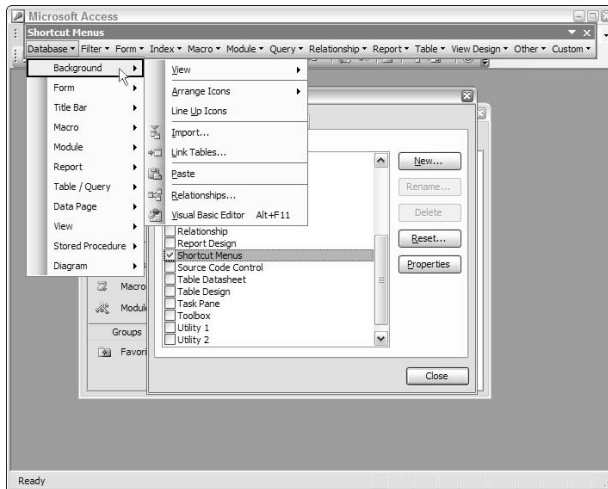 Microsoft Access
Shortcut Menus
Database Filter Form Index Macro Module Query Relationship Report Table View Design Other Custom
Background
Form
Title Bar
Macro
Module
Report
Table / Query
Data Page
View
Stored Procedure
Diagram
View
Arrange Icons
Line Up Icons
Import...
Link Tables...
Paste
Relationships...
Visual Basic Editor Alt+F11
Relationship
Report Design
Shortcut Menus
Source Code Control
Table Datasheet
Table Design
Task Pane
Toolbox
Utility 1
Utility 2
New...
Rename...
Delete
Reset...
Properties
Close
Macro
Modul
Groups
Favori
Ready